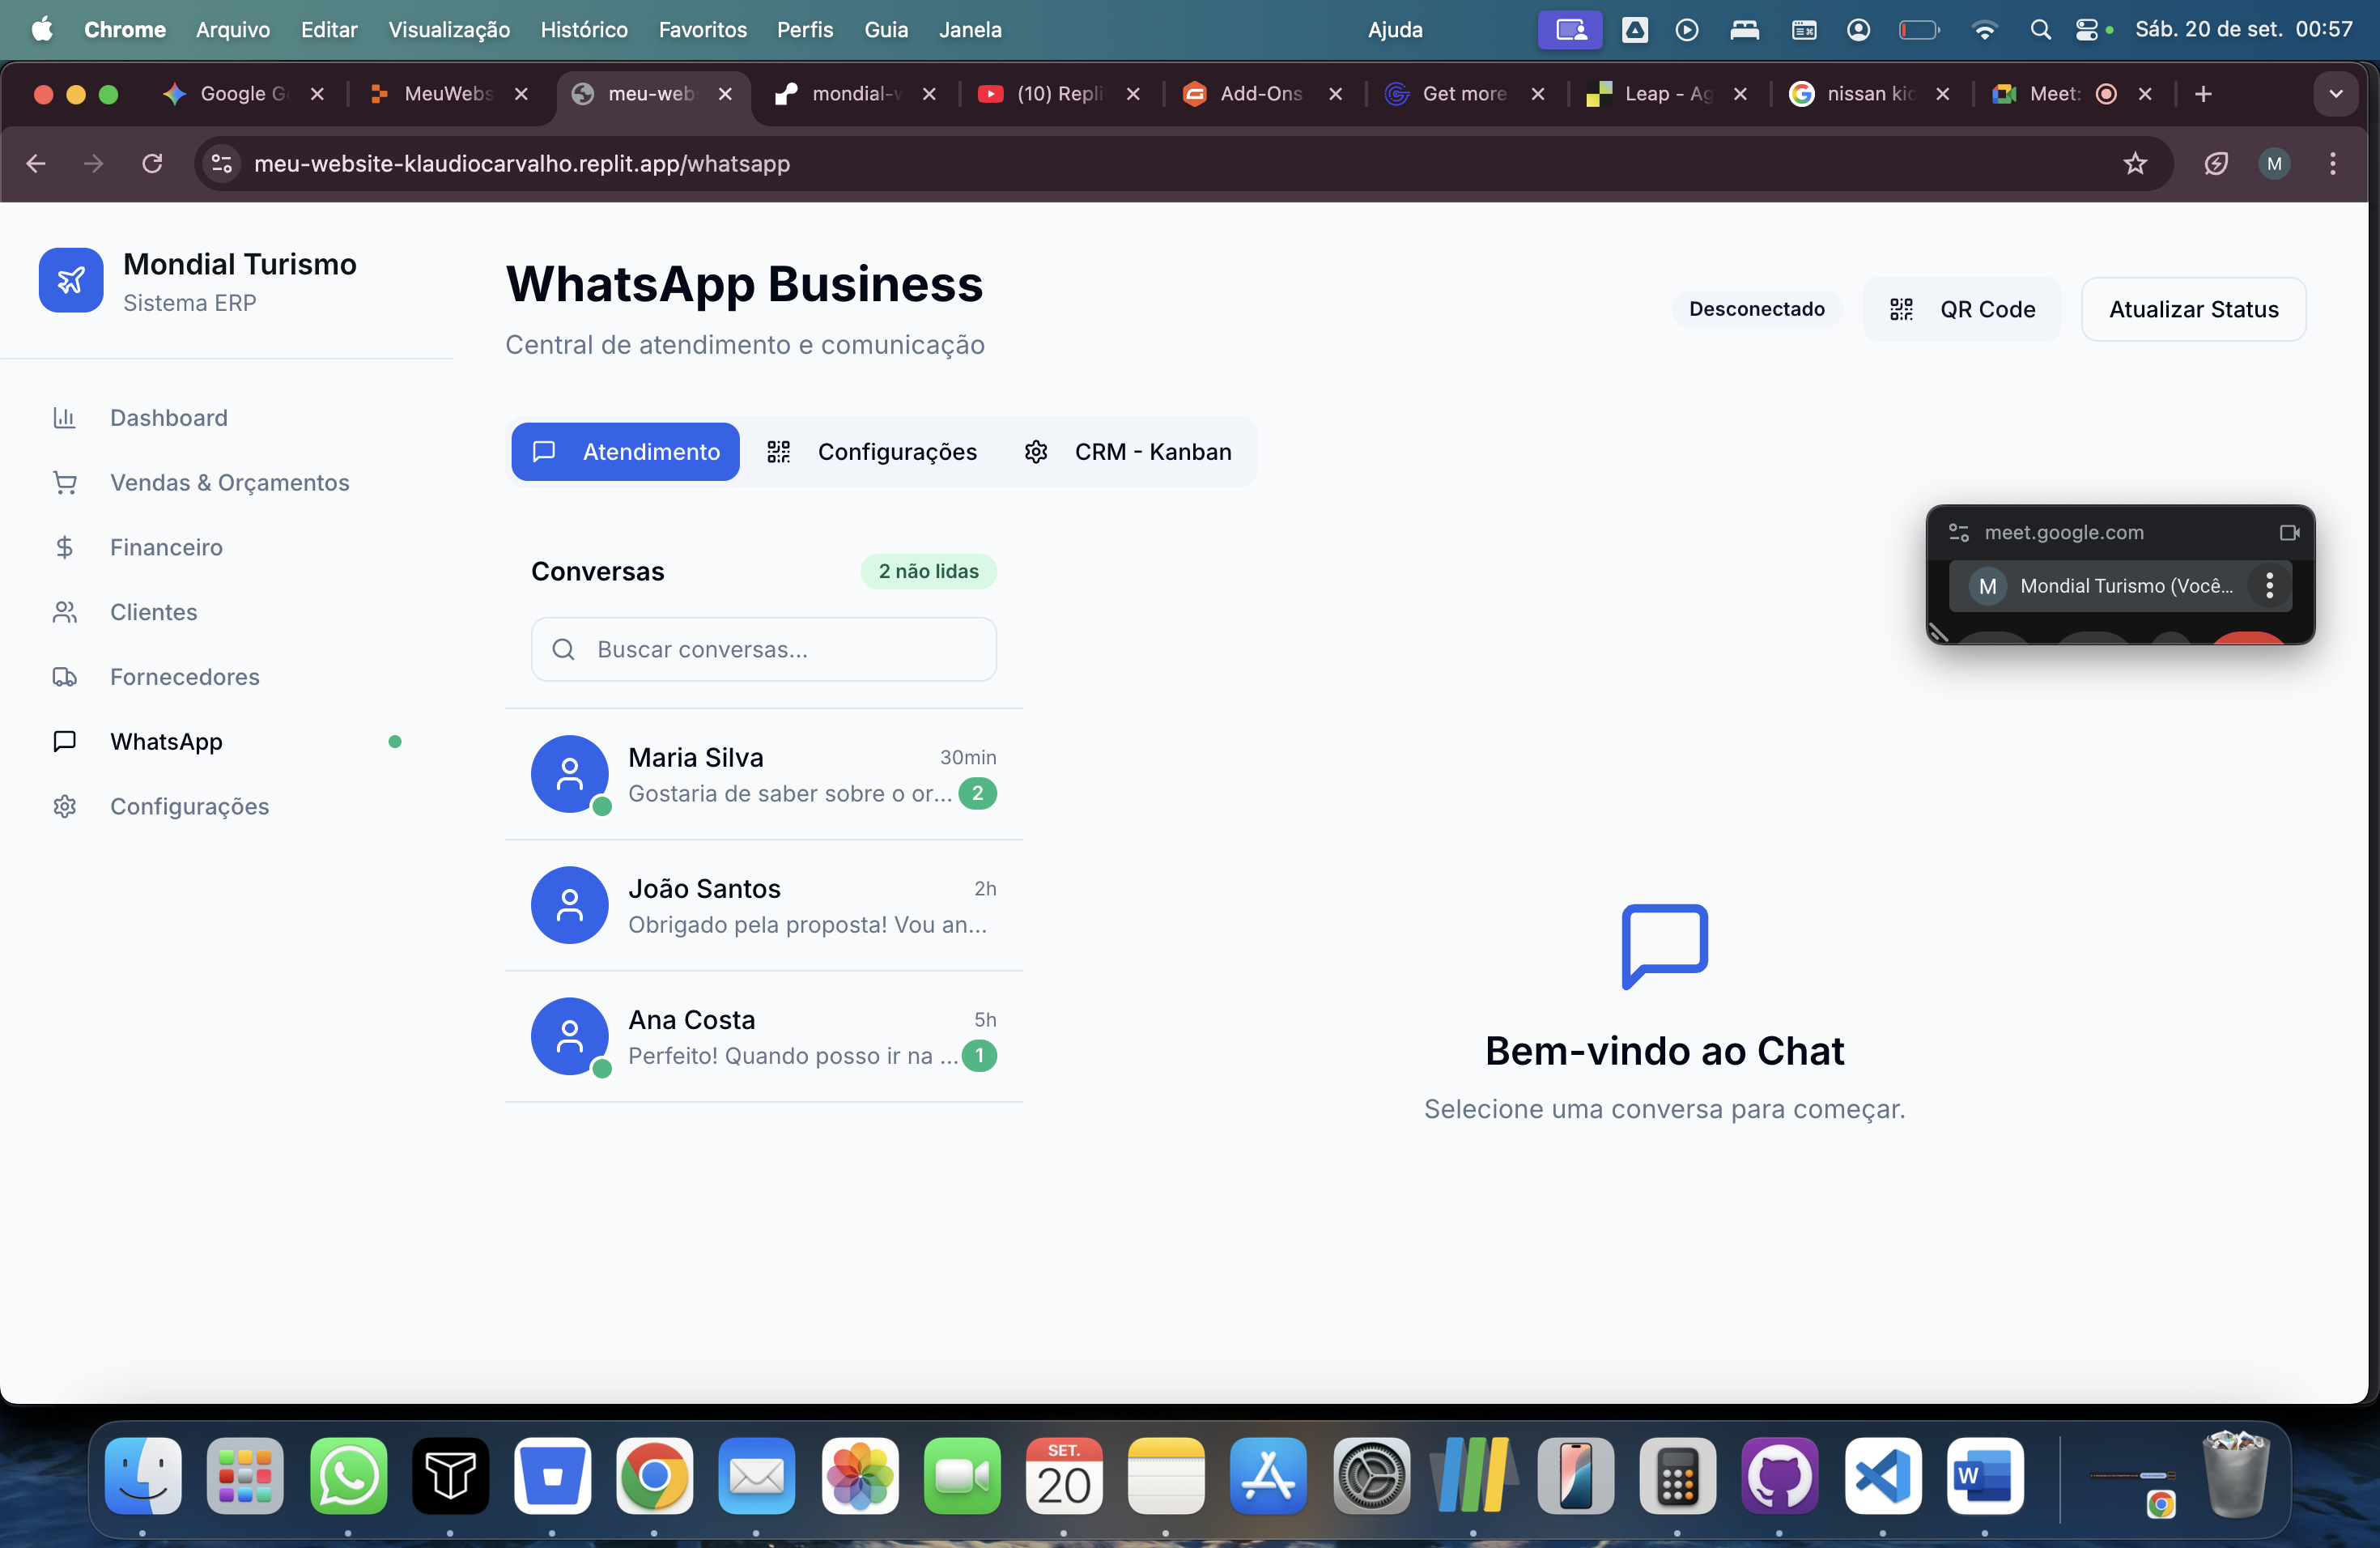 Chrome Arquivo Editar Visualização Histórico Favoritos Perfis Guia Janela Ajuda Sáb. 20 de set. 00:57
Google G MeuWebs meu-web mondial-w (10) Repli Add-Ons Get more Leap - Ag nissan kic Meet:
meu-website-klaudiocarvalho.replit.app/whatsapp M
Mondial Turismo
Sistema ERP
Dashboard
Vendas & Orçamentos
Financeiro
Clientes
Fornecedores
WhatsApp
Configurações
WhatsApp Business
Central de atendimento e comunicação
Desconectado QR Code Atualizar Status
Atendimento Configurações CRM - Kanban
Conversas 2 não lidas
Buscar conversas...
Maria Silva 30min
Gostaria de saber sobre o or... 2
João Santos 2h
Obrigado pela proposta! Vou an...
Ana Costa 5h
Perfeito! Quando posso ir na ... 1
meet.google.com
M Mondial Turismo (Você...
Bem-vindo ao Chat
Selecione uma conversa para começar.
SET.
20
W